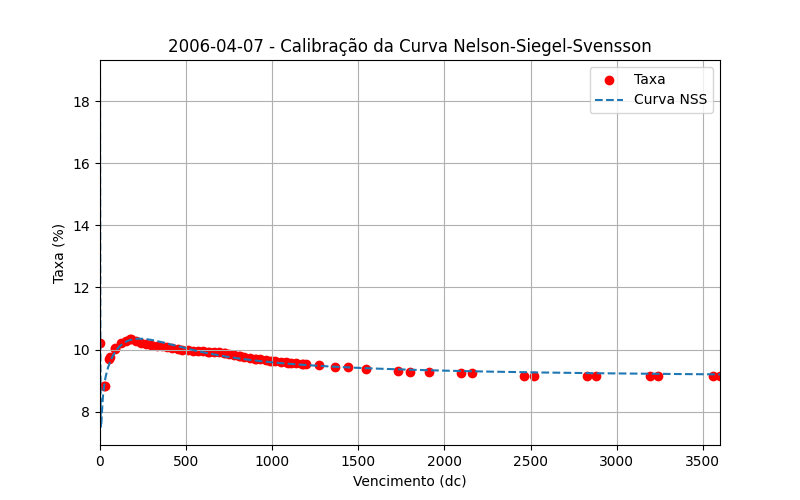 2006-04-07 - Calibração da Curva Nelson-Siegel-Svensson
Taxa
Curva NSS
Taxa (%)
18
16
14
12
10
8
0 500 1000 1500 2000 2500 3000 3500
Vencimento (dc)